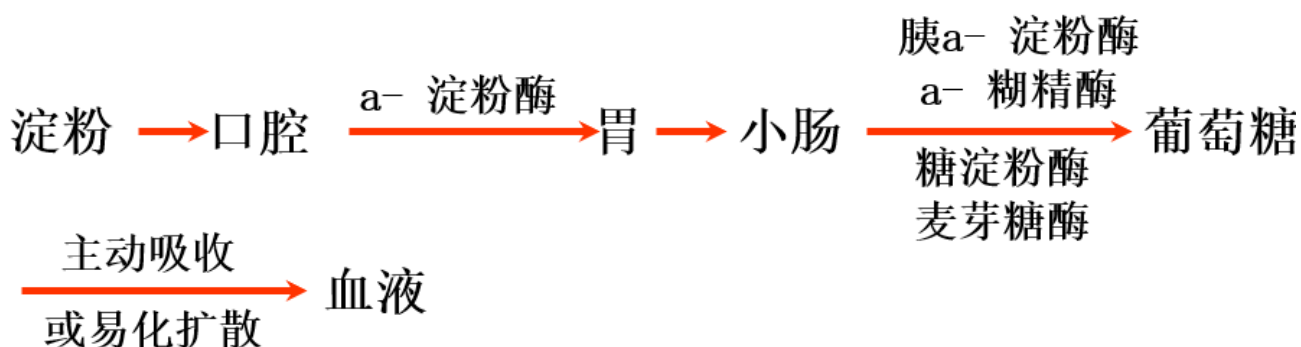 胰a- 淀粉酶
a- 淀粉酶
a- 糊精酶
淀粉 口腔 胃 小肠 葡萄糖
糖淀粉酶
麦芽糖酶
主动吸收
血液
或易化扩散